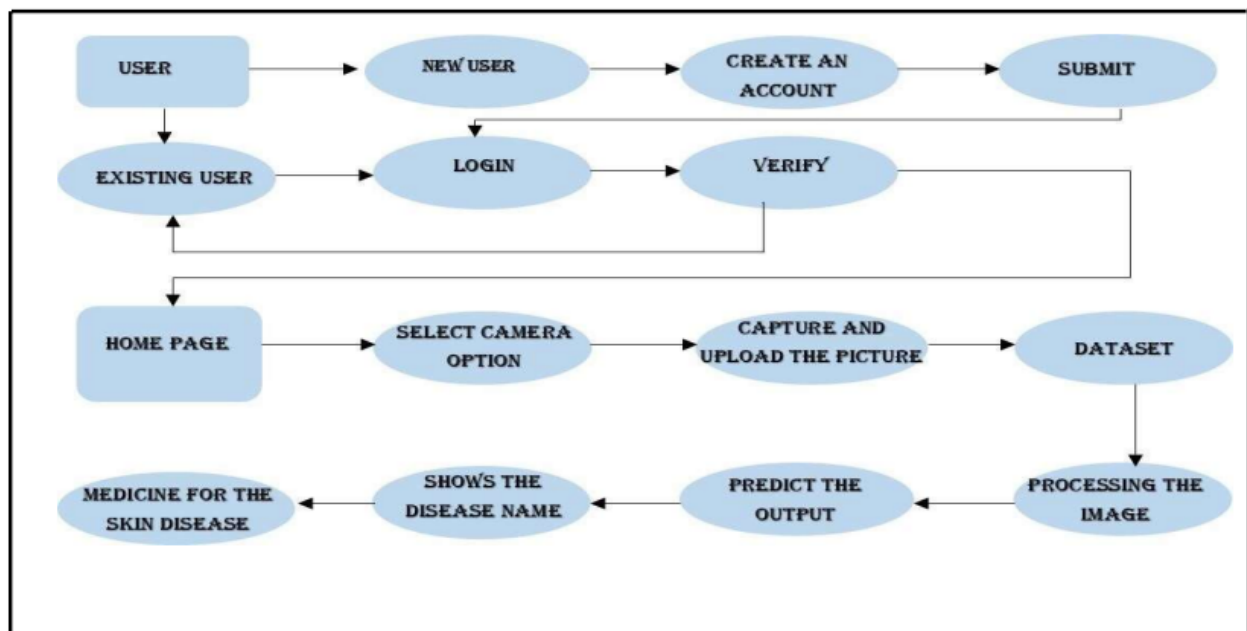 USER
NEW USER
CREATE AN
ACCOUNT
SUBMIT
EXISTING USER
LOGIN
VERIFY
HOME PAGE
SELECT CAMERA
OPTION
CAPTURE AND
UPLOAD THE PICTURE
DATASET
MEDICINE FOR THE
SKIN DISEASE
SHOWS THE
DISEASE NAME
PREDICT THE
OUTPUT
PROCESSING THE
IMAGE